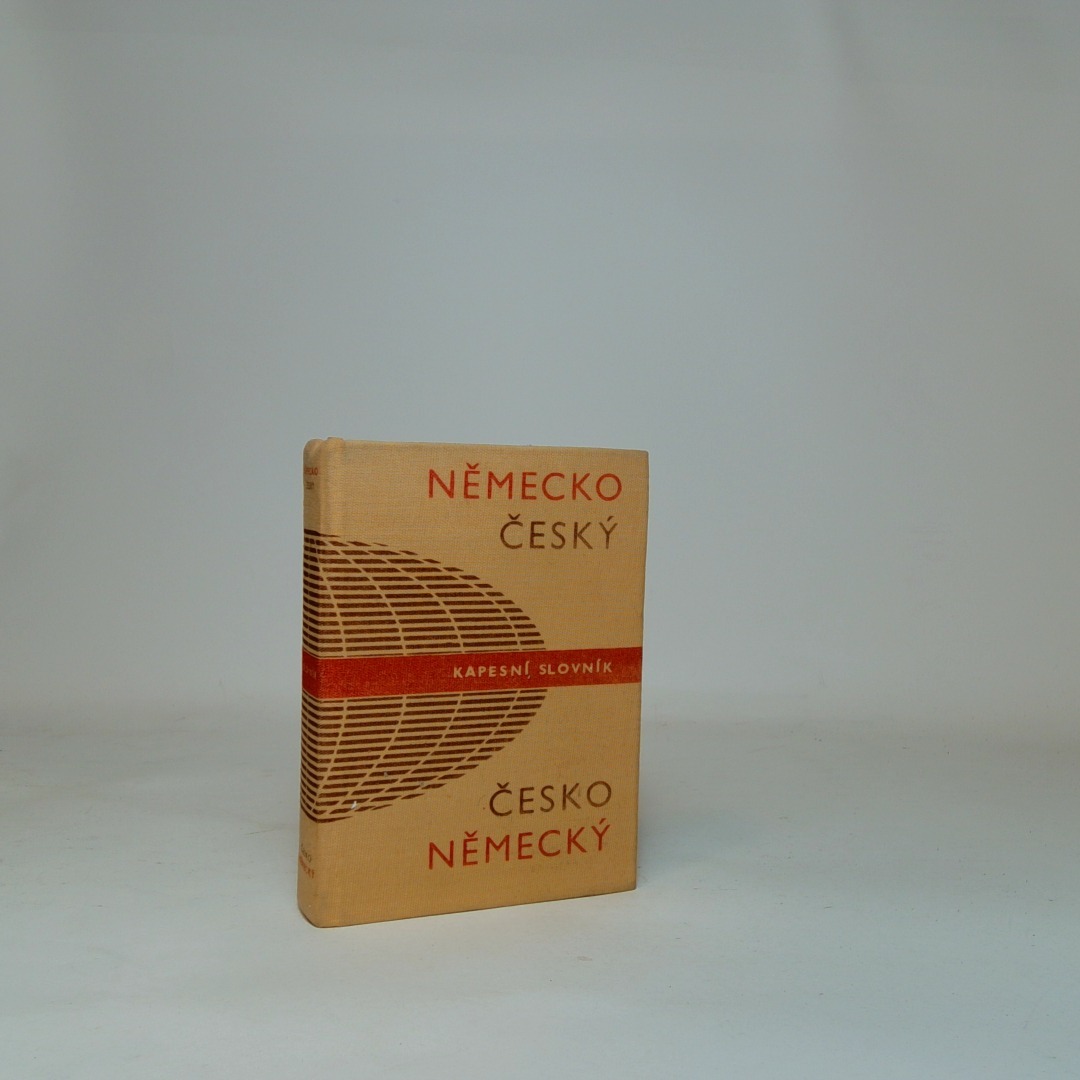 NĚMECKO
ČESKÝ
KAPESNÍ SLOVNÍK
ČESKO
NĚMECKÝ